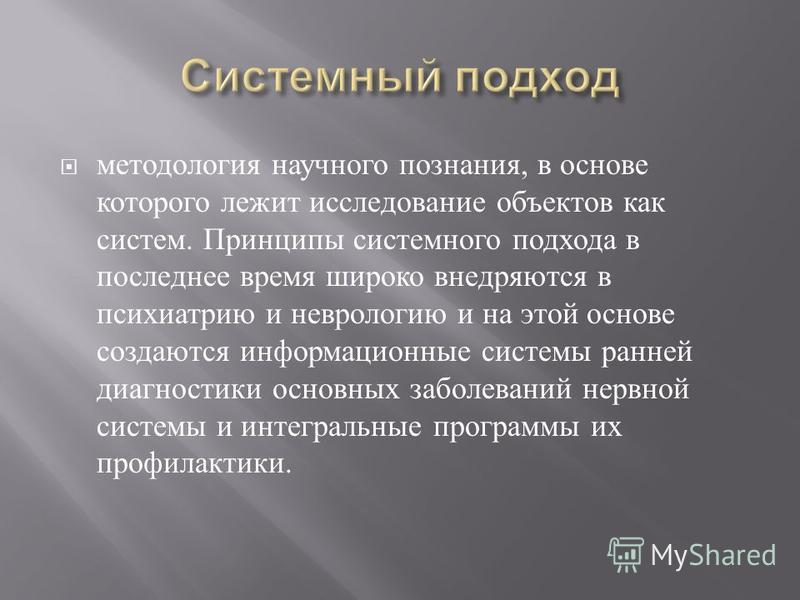 Системный подход
методология научного познания, в основе
которого лежит исследование объектов как
систем. Принципы системного подхода в
последнее время широко внедряются в
психиатрию и неврологию и на этой основе
создаются информационные системы ранней
диагностики основных заболеваний нервной
системы и интегральные программы их
профилактики.
MyShared